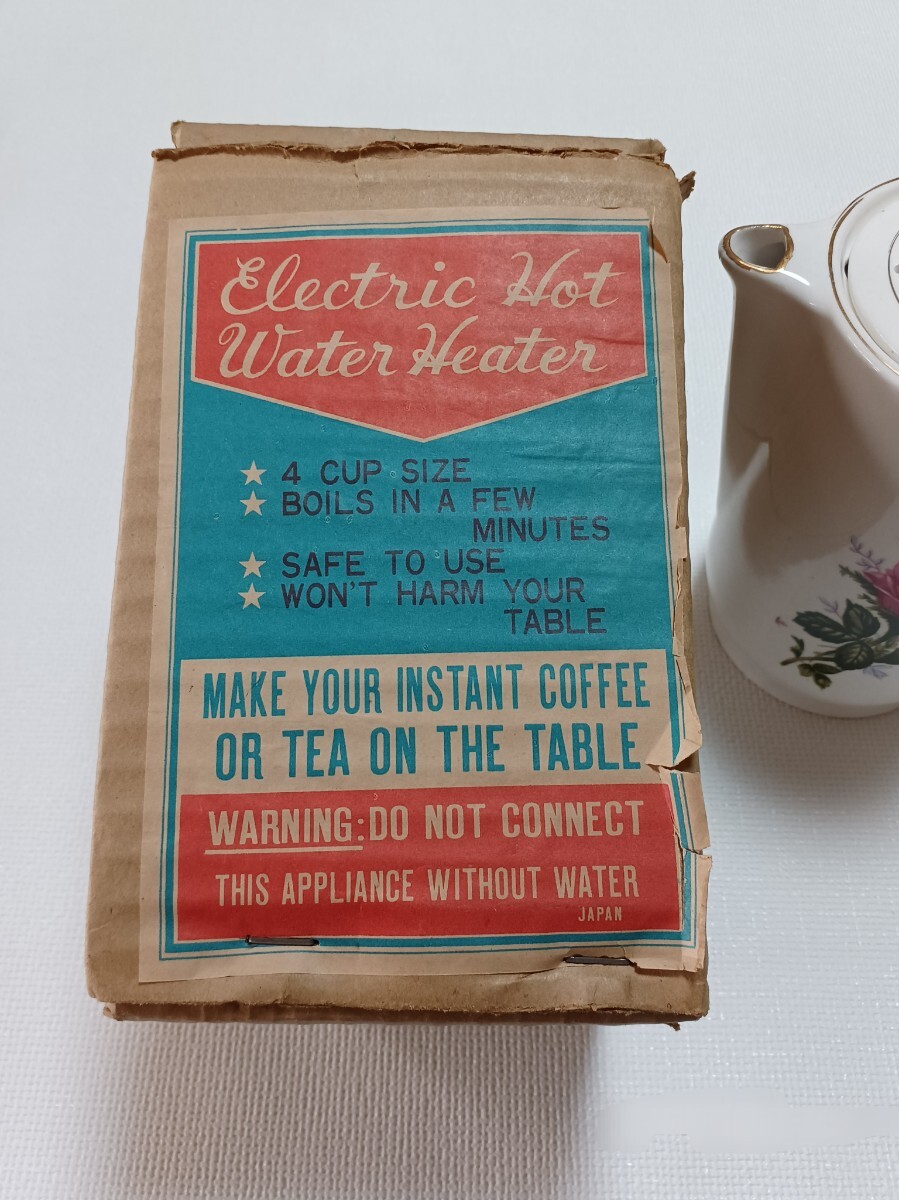 Electric Hot
Water Heater
★ 4 CUP SIZE
★ BOILS IN A FEW
MINUTES
★ SAFE TO USE
★ WON'T HARM YOUR
TABLE
MAKE YOUR INSTANT COFFEE
OR TEA ON THE TABLE
WARNING: DO NOT CONNECT
THIS APPLIANCE WITHOUT WATER
JAPAN